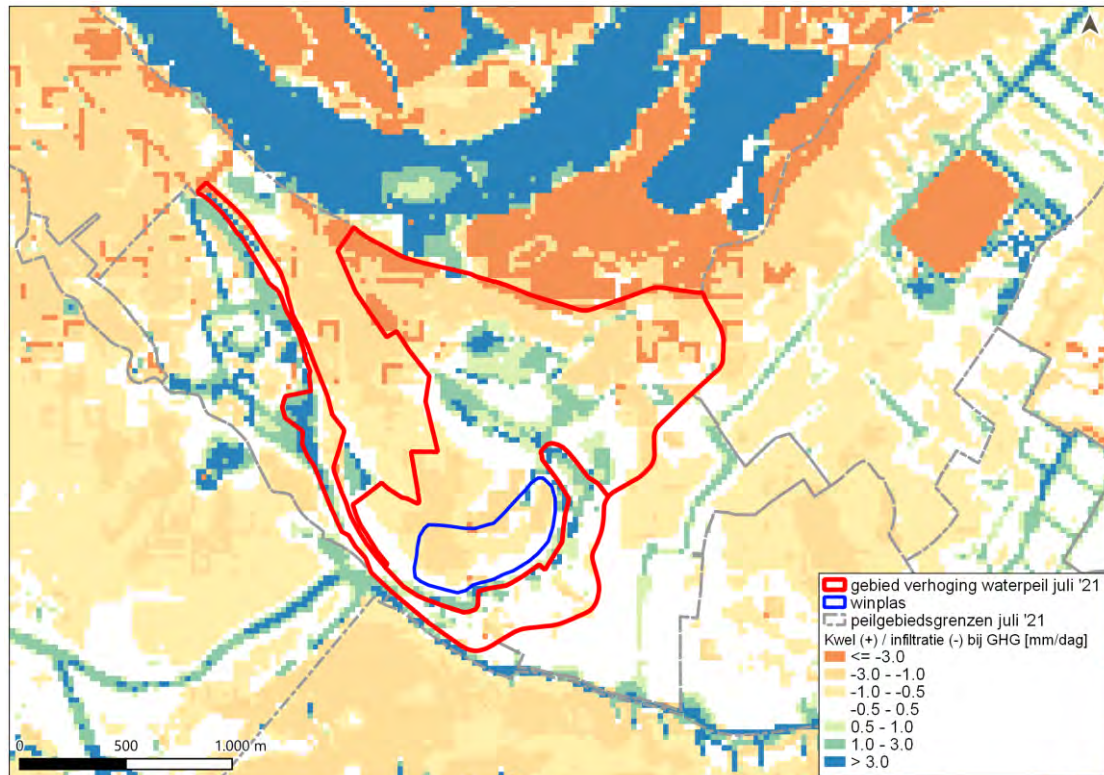 N
gebied verhoging waterpeil juli '21
winplas
peilgebiedsgrenzen juli '21
Kwel (+) / infiltratie (-) bij GHG [mm/dag]
<= -3.0
-3.0 - -1.0
-1.0 - -0.5
-0.5 - 0.5
0.5 - 1.0
1.0 - 3.0
> 3.0
0 500 1.000 m